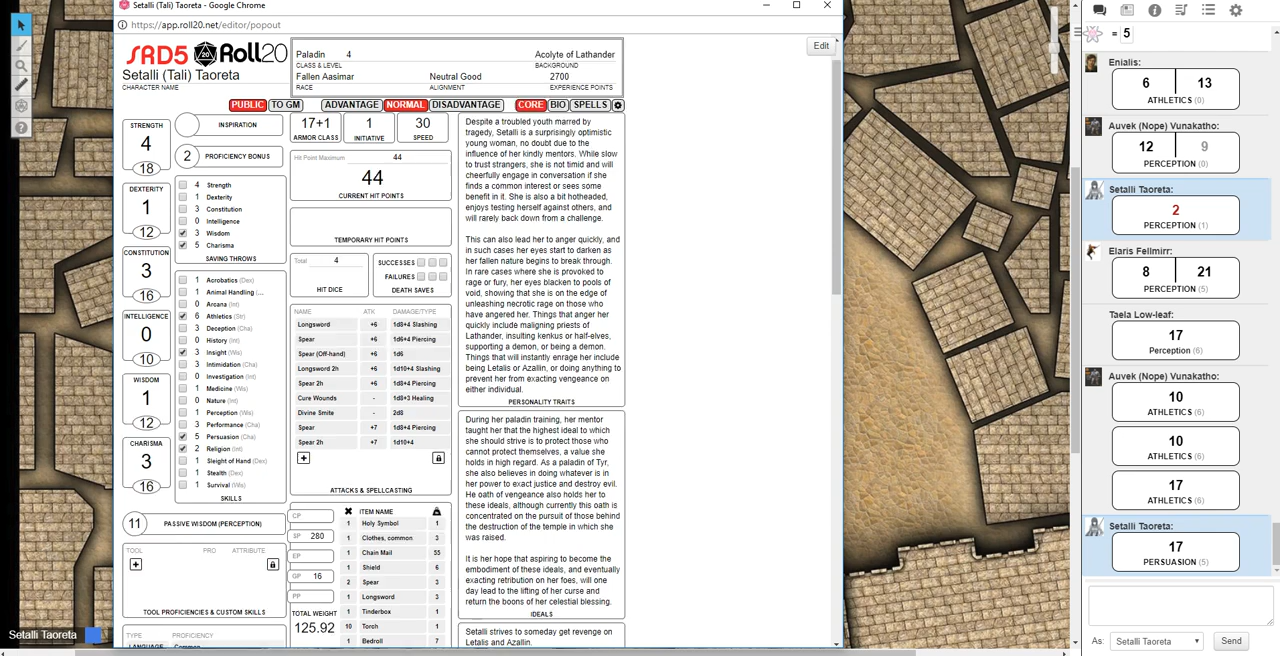 Setalli (Tali) Taoreta - Google Chrome
https://app.roll20.net/editor/popout
SRD5 Roll20
Setalli (Tali) Taoreta
CHARACTER NAME
Paladin 4 Acolyte of Lathander
CLASS & LEVEL BACKGROUND
Fallen Aasimar Neutral Good 2700
RACE ALIGNMENT EXPERIENCE POINTS
Edit
PUBLIC TO GM ADVANTAGE NORMAL DISADVANTAGE CORE BIO SPELLS
STRENGTH
4
18
DEXTERITY
1
12
CONSTITUTION
3
16
INTELLIGENCE
0
10
WISDOM
1
12
CHARISMA
3
16
INSPIRATION
2 PROFICIENCY BONUS
4 Strength
1 Dexterity
3 Constitution
0 Intelligence
3 Wisdom
5 Charisma
SAVING THROWS
1 Acrobatics (Dex)
1 Animal Handling (...
0 Arcana (Int)
6 Athletics (Str)
3 Deception (Cha)
0 History (Int)
3 Insight (Wis)
3 Intimidation (Cha)
0 Investigation (Int)
1 Medicine (Wis)
0 Nature (Int)
1 Perception (Wis)
3 Performance (Cha)
5 Persuasion (Cha)
2 Religion (Int)
1 Sleight of Hand (Dex)
1 Stealth (Dex)
1 Survival (Wis)
SKILLS
11 PASSIVE WISDOM (PERCEPTION)
TOOL PRO ATTRIBUTE
TOOL PROFICIENCIES & CUSTOM SKILLS
TYPE PROFICIENCY
LANGUAGE Common
17+1 1 30
ARMOR CLASS INITIATIVE SPEED
Hit Point Maximum 44
44
CURRENT HIT POINTS
TEMPORARY HIT POINTS
Total 4
HIT DICE
SUCCESSES
FAILURES
DEATH SAVES
NAME ATK DAMAGE/TYPE
Longsword +6 1d8+4 Slashing
Spear +6 1d6+4 Piercing
Spear (Off-hand) +6 1d6
Longsword 2h +6 1d10+4 Slashing
Spear 2h +6 1d8+4 Piercing
Cure Wounds - 1d8+3 Healing
Divine Smite - 2d8
Spear +7 1d8+4 Piercing
Spear 2h +7 1d10+4
ATTACKS & SPELLCASTING
CP
SP 280
EP
GP 16
PP
TOTAL WEIGHT
125.92
ITEM NAME
1 Holy Symbol 1
1 Clothes, common 3
1 Chain Mail 55
1 Shield 6
2 Spear 3
1 Longsword 3
1 Tinderbox 1
10 Torch 1
1 Bedroll 7
Despite a troubled youth marred by
tragedy, Setalli is a surprisingly optimistic
young woman, no doubt due to the
influence of her kindly mentors. While slow
to trust strangers, she is not timid and will
cheerfully engage in conversation if she
finds a common interest or sees some
benefit in it. She is also a bit hotheaded,
enjoys testing herself against others, and
will rarely back down from a challenge.
This can also lead her to anger quickly, and
in such cases her eyes start to darken as
her fallen nature begins to break through.
In rare cases where she is provoked to
rage or fury, her eyes blacken to pools of
void, showing that she is on the edge of
unleashing necrotic rage on those who
have angered her. Things that anger her
quickly include maligning priests of
Lathander, insulting kenkus or half-elves,
supporting a demon, or being a demon.
Things that will instantly enrage her include
being Letalis or Azallin, or doing anything to
prevent her from exacting vengeance on
either individual.
PERSONALITY TRAITS
During her paladin training, her mentor
taught her that the highest ideal to which
she should strive is to protect those who
cannot protect themselves, a value she
holds in high regard. As a paladin of Tyr,
she also believes in doing whatever is in
her power to exact justice and destroy evil.
He oath of vengeance also holds her to
these ideals, although currently this oath is
concentrated on the pursuit of those behind
the destruction of the temple in which she
was raised.
It is her hope that aspiring to become the
embodiment of these ideals, and eventually
exacting retribution on her foes, will one
day lead to the lifting of her curse and
return the boons of her celestial blessing.
IDEALS
Setalli strives to someday get revenge on
Letalis and Azallin.
Setalli Taoreta
= 5
Enialis:
6 13
ATHLETICS (0)
Auvek (Nope) Vunakatho:
12 9
PERCEPTION (0)
Setalli Taoreta:
2
PERCEPTION (1)
Elaris Fellmirr:
8 21
PERCEPTION (5)
Taela Low-leaf:
17
Perception (6)
Auvek (Nope) Vunakatho:
10
ATHLETICS (6)
10
ATHLETICS (6)
17
ATHLETICS (6)
Setalli Taoreta:
17
PERSUASION (5)
As: Setalli Taoreta Send